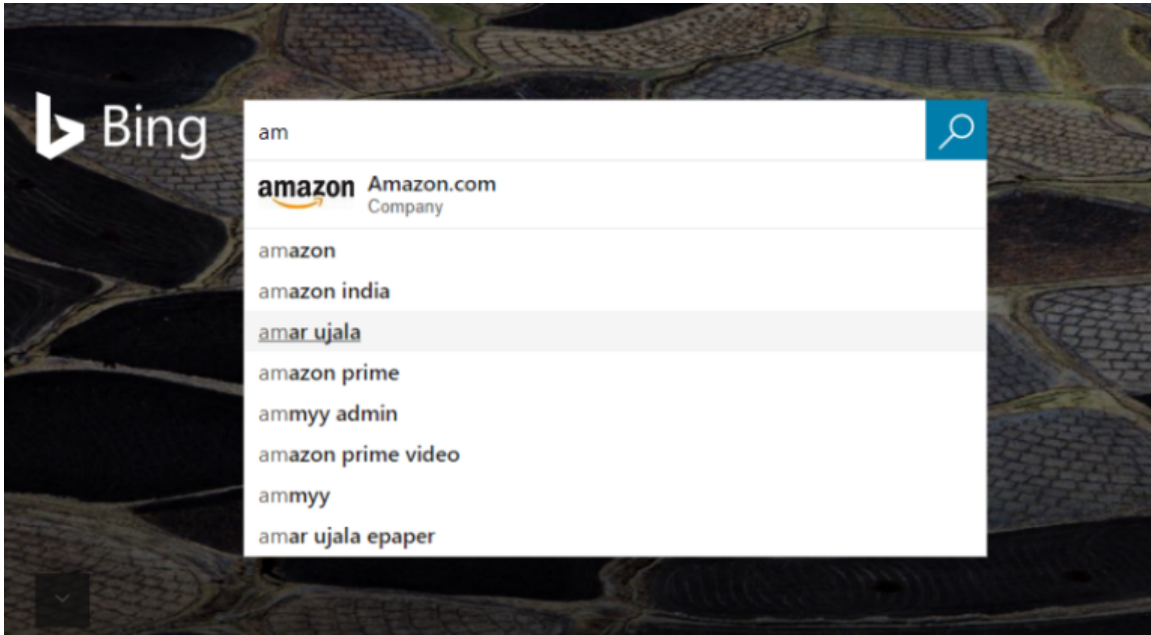 Bing
am
amazon Amazon.com
Company
amazon
amazon india
amar ujala
amazon prime
ammyy admin
amazon prime video
ammyy
amar ujala epaper